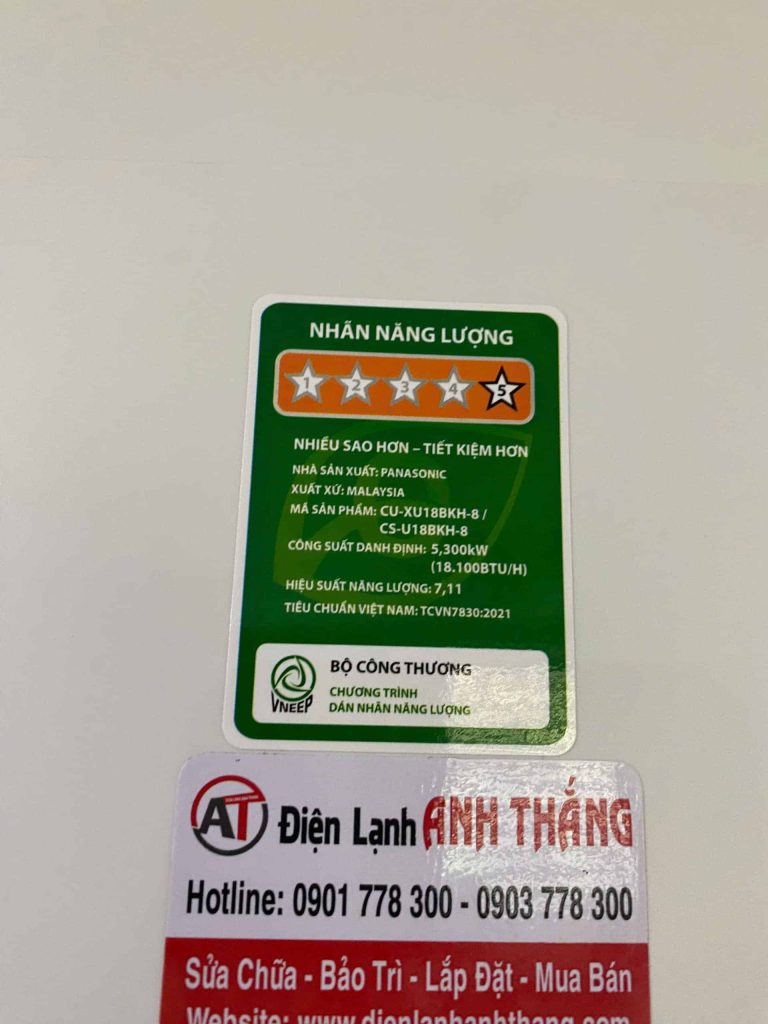 NHÃN NĂNG LƯỢNG
1 2 3 4 5
NHIỀU SAO HƠN – TIẾT KIỆM HƠN
NHÀ SẢN XUẤT: PANASONIC
XUẤT XỨ: MALAYSIA
MÃ SẢN PHẨM: CU-XU18BKH-8 /
CS-U18BKH-8
CÔNG SUẤT DANH ĐỊNH: 5,300kW
(18.100BTU/H)
HIỆU SUẤT NĂNG LƯỢNG: 7,11
TIÊU CHUẨN VIỆT NAM: TCVN7830:2021
BỘ CÔNG THƯƠNG
CHƯƠNG TRÌNH
DÁN NHÃN NĂNG LƯỢNG
VNEEP
AT Điện Lạnh ANH THẮNG
Hotline: 0901 778 300 - 0903 778 300
Sửa Chữa - Bảo Trì - Lắp Đặt - Mua Bán
Website: www.dienlanhanhthang.com